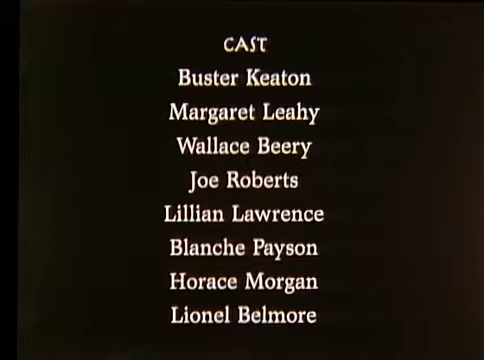 CAST
Buster Keaton
Margaret Leahy
Wallace Beery
Joe Roberts
Lillian Lawrence
Blanche Payson
Horace Morgan
Lionel Belmore